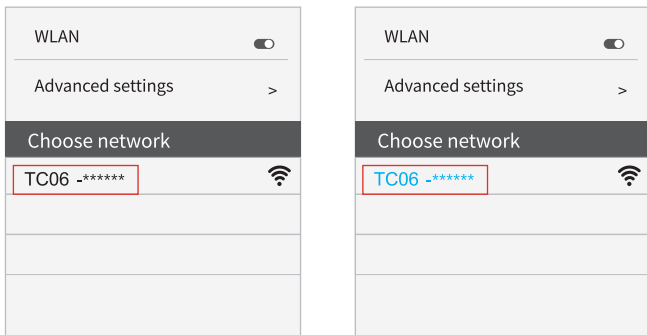 WLAN
Advanced settings >
Choose network
TC06 -******
WLAN
Advanced settings >
Choose network
TC06 -******